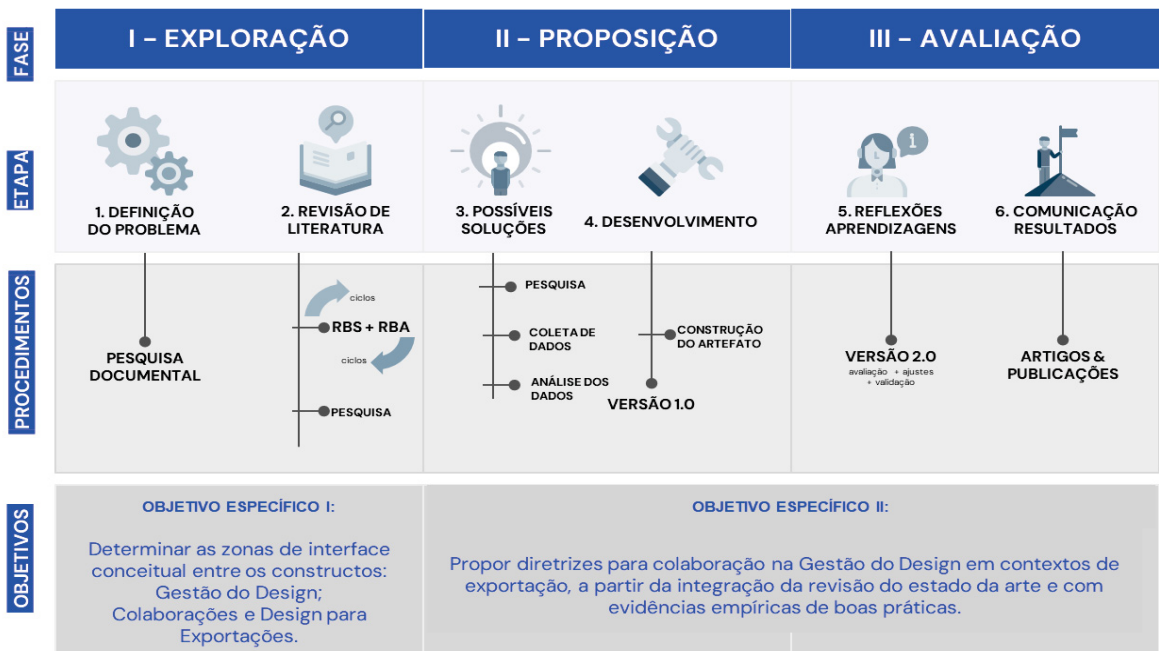 FASE
I – EXPLORAÇÃO
II – PROPOSIÇÃO
III – AVALIAÇÃO
ETAPA
1. DEFINIÇÃO
DO PROBLEMA
2. REVISÃO DE
LITERATURA
3. POSSÍVEIS
SOLUÇÕES
4. DESENVOLVIMENTO
5. REFLEXÕES
APRENDIZAGENS
6. COMUNICAÇÃO
RESULTADOS
PROCEDIMENTOS
PESQUISA
DOCUMENTAL
ciclos
RBS + RBA
ciclos
PESQUISA
PESQUISA
COLETA DE
DADOS
ANÁLISE DOS
DADOS
CONSTRUÇÃO
DO ARTEFATO
VERSÃO 1.0
VERSÃO 2.0
avaliação + ajustes
+ validação
ARTIGOS &
PUBLICAÇÕES
OBJETIVOS
OBJETIVO ESPECÍFICO I:
Determinar as zonas de interface
conceitual entre os constructos:
Gestão do Design;
Colaborações e Design para
Exportações.
OBJETIVO ESPECÍFICO II:
Propor diretrizes para colaboração na Gestão do Design em contextos de
exportação, a partir da integração da revisão do estado da arte e com
evidências empíricas de boas práticas.